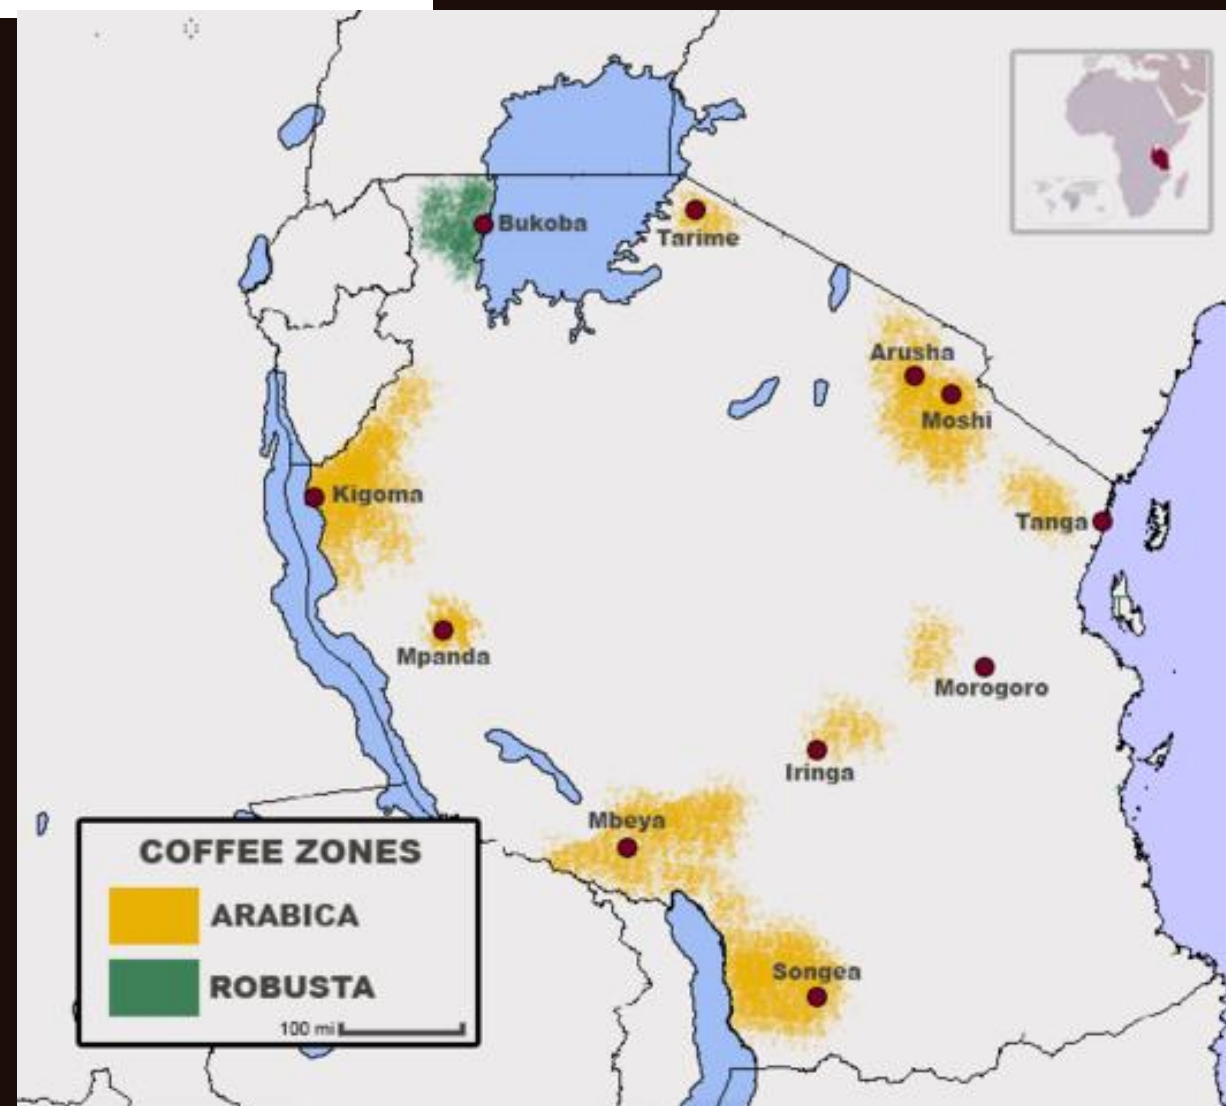 Bukoba
Tarime
Arusha
Moshi
Kigoma
Tanga
Mpanda
Morogoro
Iringa
Mbeya
Songea
COFFEE ZONES
ARABICA
ROBUSTA
100 mi